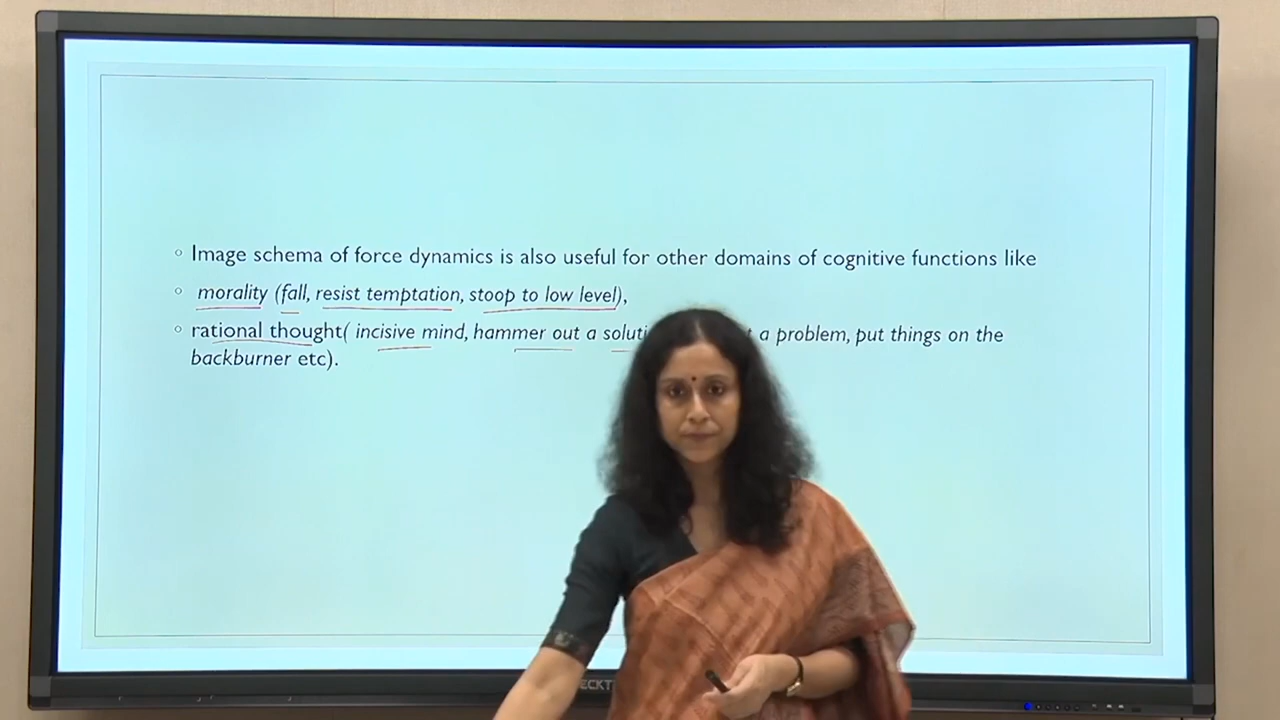 Image schema of force dynamics is also useful for other domains of cognitive functions like
morality (fall, resist temptation, stoop to low level),
rational thought( incisive mind, hammer out a a problem, put things on the
backburner etc).